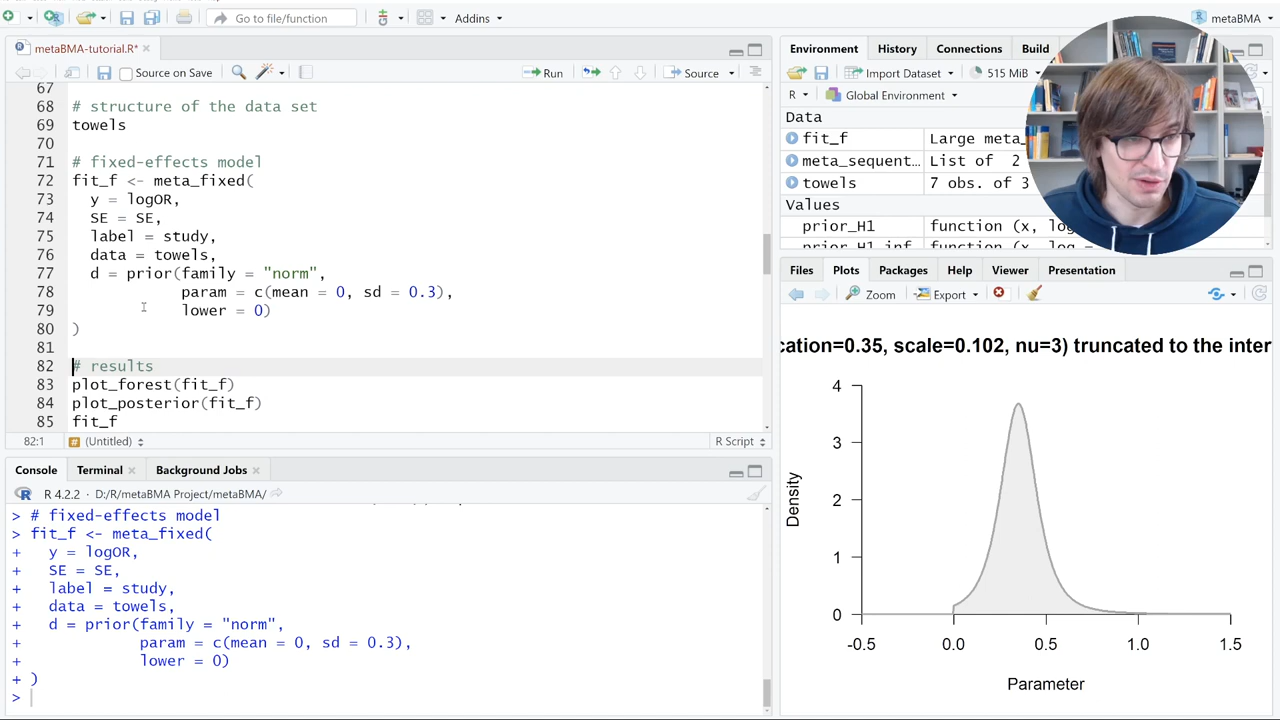 Go to file/function
Addins
metaBMA
metaBMA-tutorial.R*
Source on Save
Run
Source
67
68 # structure of the data set
69 towels
70
71 # fixed-effects model
72 fit_f <- meta_fixed(
73 y = logOR,
74 SE = SE,
75 label = study,
76 data = towels,
77 d = prior(family = "norm",
78 param = c(mean = 0, sd = 0.3),
79 lower = 0)
80 )
81
82 # results
83 plot_forest(fit_f)
84 plot_posterior(fit_f)
85 fit_f
82:1 # (Untitled) R Script
Console Terminal Background Jobs
R 4.2.2 · D:/R/metaBMA Project/metaBMA/
> # fixed-effects model
> fit_f <- meta_fixed(
+ y = logOR,
+ SE = SE,
+ label = study,
+ data = towels,
+ d = prior(family = "norm",
+ param = c(mean = 0, sd = 0.3),
+ lower = 0)
+ )
>
Environment History Connections Build
Import Dataset 515 MiB
R Global Environment
Data
fit_f Large meta_
meta_sequent... List of 2
towels 7 obs. of 3
Values
prior_H1 function (x, log
prior_H1_inf function (x, log =
Files Plots Packages Help Viewer Presentation
Zoom Export
cation=0.35, scale=0.102, nu=3) truncated to the inter
4
3
2
1
0
Density
-0.5 0.0 0.5 1.0 1.5
Parameter